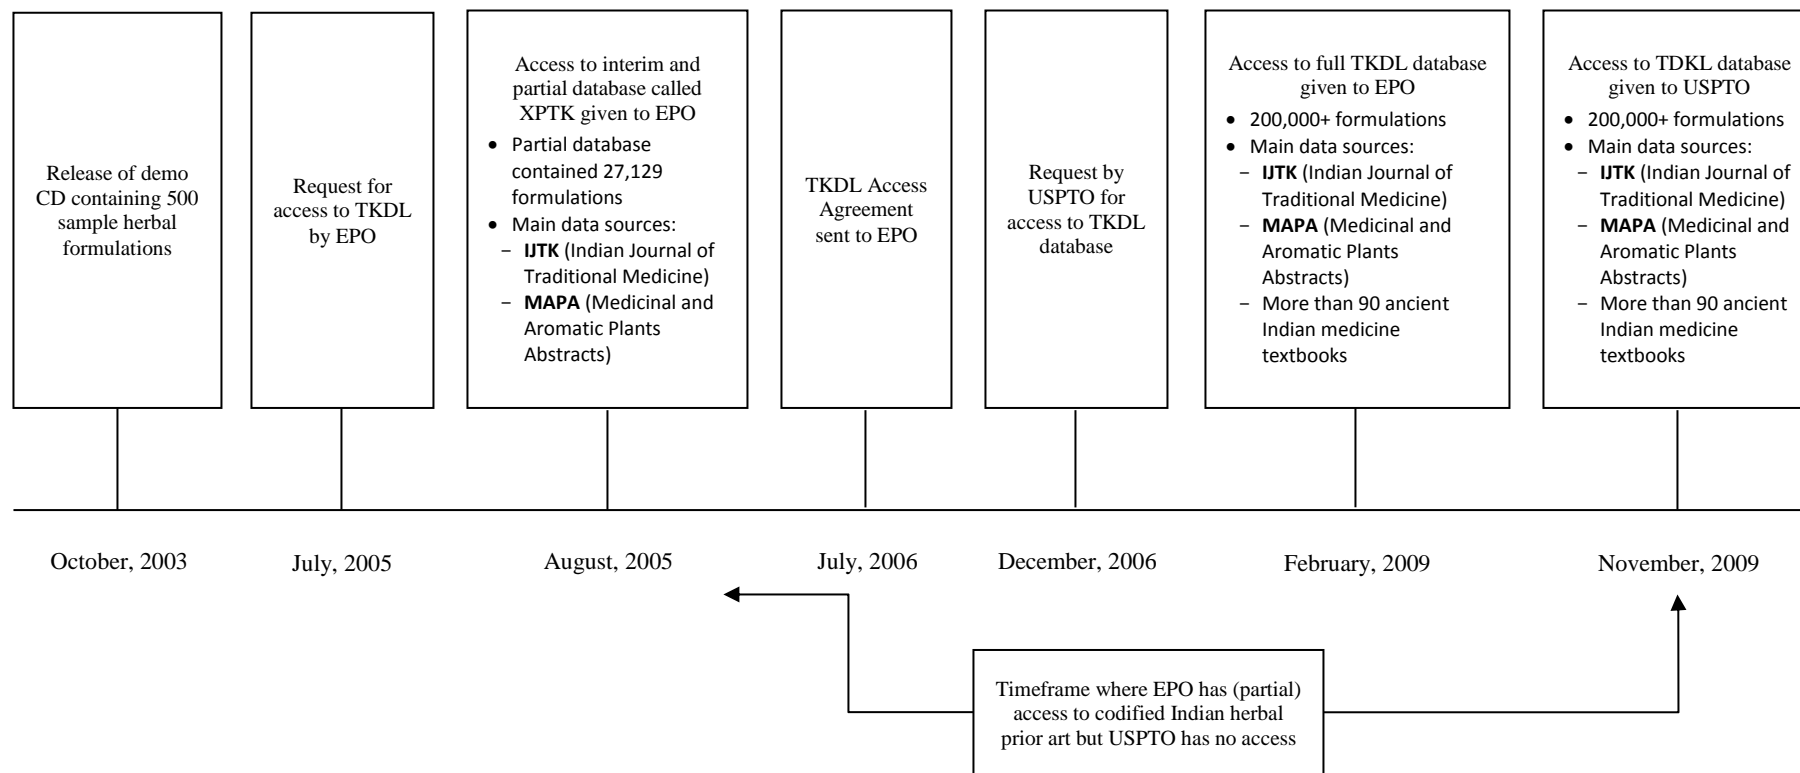 Release of demo
CD containing 500
sample herbal
formulations
Request for
access to TKDL
by EPO
Access to interim and
partial database called
XPTK given to EPO
• Partial database
contained 27,129
formulations
• Main data sources:
− IJTK (Indian Journal of
Traditional Medicine)
− MAPA (Medicinal and
Aromatic Plants
Abstracts)
TKDL Access
Agreement
sent to EPO
Request by
USPTO for
access to TKDL
database
Access to full TKDL database
given to EPO
• 200,000+ formulations
• Main data sources:
− IJTK (Indian Journal of
Traditional Medicine)
− MAPA (Medicinal and
Aromatic Plants
Abstracts)
− More than 90 ancient
Indian medicine
textbooks
Access to TDKL database
given to USPTO
• 200,000+ formulations
• Main data sources:
− IJTK (Indian Journal of
Traditional Medicine)
− MAPA (Medicinal and
Aromatic Plants
Abstracts)
− More than 90 ancient
Indian medicine
textbooks
October, 2003
July, 2005
August, 2005
July, 2006
December, 2006
February, 2009
November, 2009
Timeframe where EPO has (partial)
access to codified Indian herbal
prior art but USPTO has no access